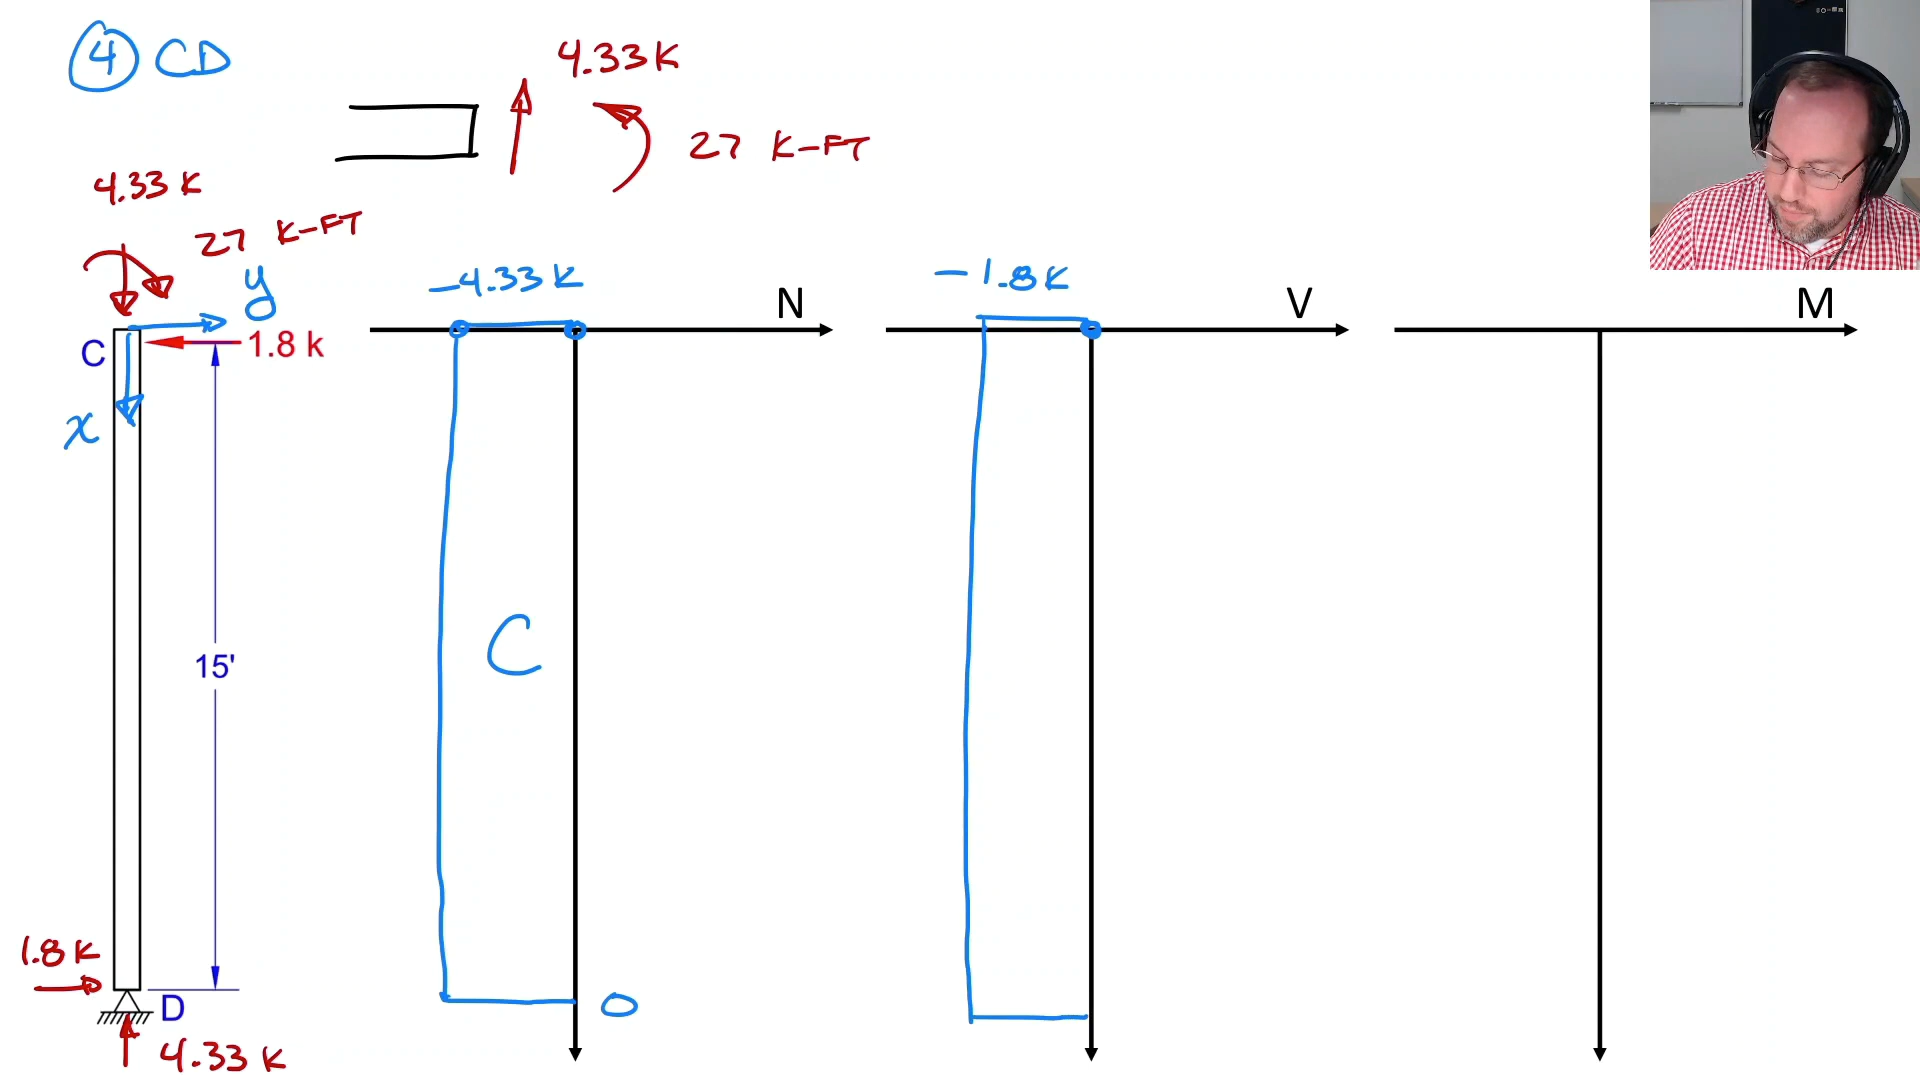 ④ CD
4.33 K
27 K-FT
4.33 K
27 K-FT
y
1.8 k
C
x
15'
1.8 K
D
4.33 K
-4.33 K
N
C
0
-1.8 K
V
M